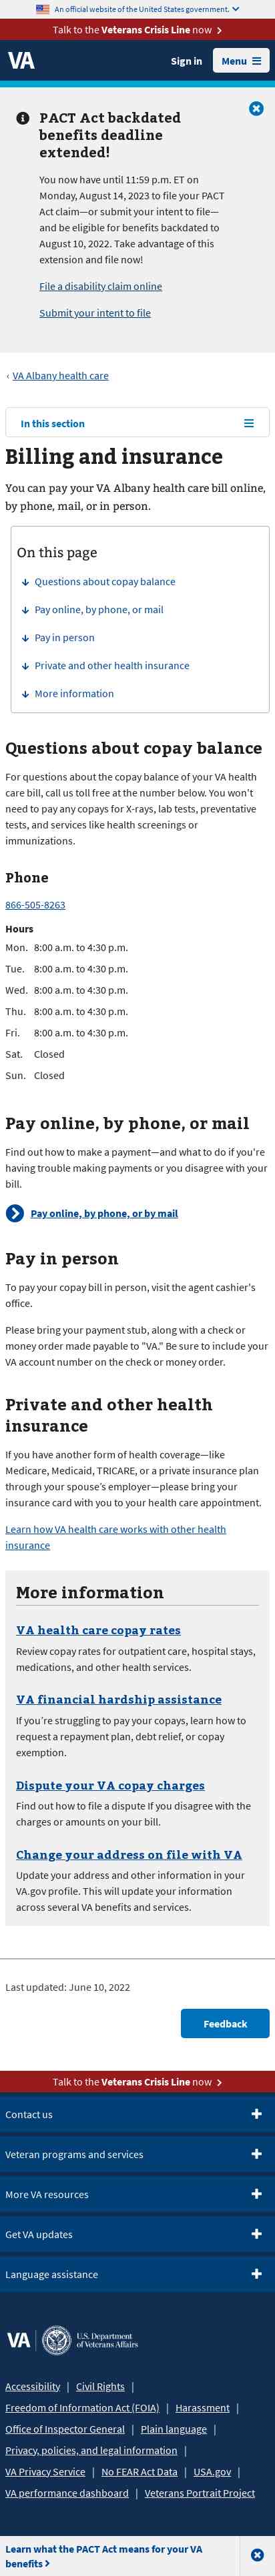 An official website of the United States government.
Talk to the Veterans Crisis Line now
VA
Sign in
Menu
PACT Act backdated
benefits deadline
extended!
You now have until 11:59 p.m. ET on
Monday, August 14, 2023 to file your PACT
Act claim—or submit your intent to file—
and be eligible for benefits backdated to
August 10, 2022. Take advantage of this
extension and file now!
File a disability claim online
Submit your intent to file
‹ VA Albany health care
In this section
Billing and insurance
You can pay your VA Albany health care bill online,
by phone, mail, or in person.
On this page
Questions about copay balance
Pay online, by phone, or mail
Pay in person
Private and other health insurance
More information
Questions about copay balance
For questions about the copay balance of your VA health
care bill, call us toll free at the number below. You won't
need to pay any copays for X-rays, lab tests, preventative
tests, and services like health screenings or
immunizations.
Phone
866-505-8263
Hours
Mon. 8:00 a.m. to 4:30 p.m.
Tue. 8:00 a.m. to 4:30 p.m.
Wed. 8:00 a.m. to 4:30 p.m.
Thu. 8:00 a.m. to 4:30 p.m.
Fri. 8:00 a.m. to 4:30 p.m.
Sat. Closed
Sun. Closed
Pay online, by phone, or mail
Find out how to make a payment—and what to do if you're
having trouble making payments or you disagree with your
bill.
Pay online, by phone, or by mail
Pay in person
To pay your copay bill in person, visit the agent cashier's
office.
Please bring your payment stub, along with a check or
money order made payable to "VA." Be sure to include your
VA account number on the check or money order.
Private and other health
insurance
If you have another form of health coverage—like
Medicare, Medicaid, TRICARE, or a private insurance plan
through your spouse’s employer—please bring your
insurance card with you to your health care appointment.
Learn how VA health care works with other health
insurance
More information
VA health care copay rates
Review copay rates for outpatient care, hospital stays,
medications, and other health services.
VA financial hardship assistance
If you’re struggling to pay your copays, learn how to
request a repayment plan, debt relief, or copay
exemption.
Dispute your VA copay charges
Find out how to file a dispute If you disagree with the
charges or amounts on your bill.
Change your address on file with VA
Update your address and other information in your
VA.gov profile. This will update your information
across several VA benefits and services.
Last updated: June 10, 2022
Feedback
Talk to the Veterans Crisis Line now
Contact us
Veteran programs and services
More VA resources
Get VA updates
Language assistance
VA | U.S. Department
of Veterans Affairs
Accessibility | Civil Rights |
Freedom of Information Act (FOIA) | Harassment |
Office of Inspector General | Plain language |
Privacy, policies, and legal information |
VA Privacy Service | No FEAR Act Data | USA.gov |
VA performance dashboard | Veterans Portrait Project
Learn what the PACT Act means for your VA
benefits